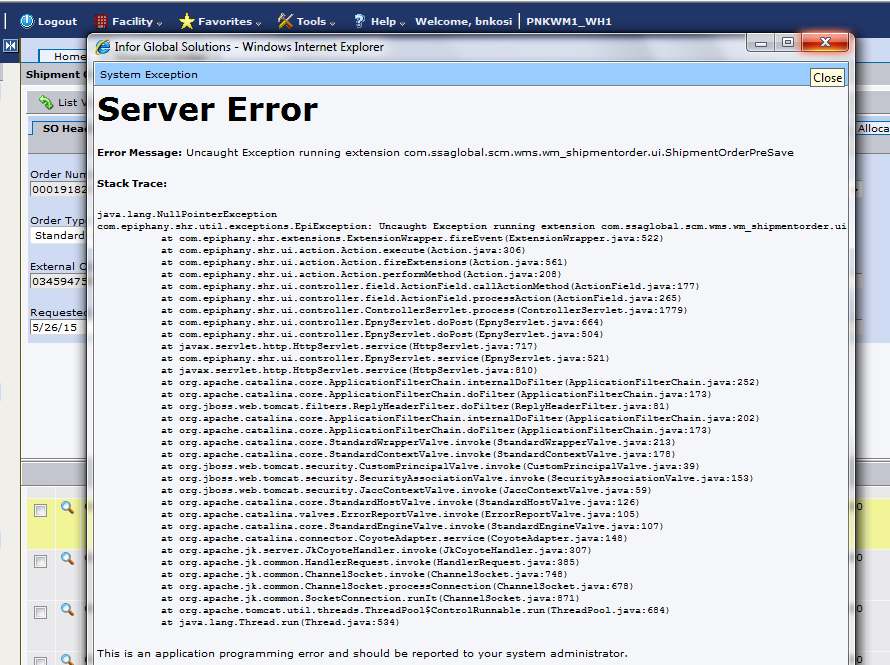 Logout Facility Favorites Tools Help Welcome, bnkosi PNKWM1_WH1
Infor Global Solutions - Windows Internet Explorer
Home
System Exception
Close
Shipment
List
SO
Alloca
Server Error
Error Message: Uncaught Exception running extension com.ssaglobal.scm.wms.wm_shipmentorder.ui.ShipmentOrderPreSave
Order Num
00019182
Stack Trace:
Order Typ
Standard
External O
03459475
Requested
5/26/15
java.lang.NullPointerException
com.epiphany.shr.util.exceptions.EpiException: Uncaught Exception running extension com.ssaglobal.scm.wms.wm_shipmentorder.ui
at com.epiphany.shr.extensions.ExtensionWrapper.fireEvent(ExtensionWrapper.java:522)
at com.epiphany.shr.ui.action.Action.execute(Action.java:306)
at com.epiphany.shr.ui.action.Action.fireExtensions(Action.java:561)
at com.epiphany.shr.ui.action.Action.performMethod(Action.java:208)
at com.epiphany.shr.ui.controller.field.ActionField.callActionMethod(ActionField.java:177)
at com.epiphany.shr.ui.controller.field.ActionField.processAction(ActionField.java:265)
at com.epiphany.shr.ui.controller.ControllerServlet.process(ControllerServlet.java:1779)
at com.epiphany.shr.ui.controller.EpnyServlet.doPost(EpnyServlet.java:664)
at com.epiphany.shr.ui.controller.EpnyServlet.doPost(EpnyServlet.java:504)
at javax.servlet.http.HttpServlet.service(HttpServlet.java:717)
at com.epiphany.shr.ui.controller.EpnyServlet.service(EpnyServlet.java:521)
at javax.servlet.http.HttpServlet.service(HttpServlet.java:810)
at org.apache.catalina.core.ApplicationFilterChain.internalDoFilter(ApplicationFilterChain.java:252)
at org.apache.catalina.core.ApplicationFilterChain.doFilter(ApplicationFilterChain.java:173)
at org.jboss.web.tomcat.filters.ReplyHeaderFilter.doFilter(ReplyHeaderFilter.java:81)
at org.apache.catalina.core.ApplicationFilterChain.internalDoFilter(ApplicationFilterChain.java:202)
at org.apache.catalina.core.ApplicationFilterChain.doFilter(ApplicationFilterChain.java:173)
at org.apache.catalina.core.StandardWrapperValve.invoke(StandardWrapperValve.java:213)
at org.apache.catalina.core.StandardContextValve.invoke(StandardContextValve.java:178)
at org.jboss.web.tomcat.security.CustomPrincipalValve.invoke(CustomPrincipalValve.java:39)
at org.jboss.web.tomcat.security.SecurityAssociationValve.invoke(SecurityAssociationValve.java:153)
at org.jboss.web.tomcat.security.JaccContextValve.invoke(JaccContextValve.java:59)
at org.apache.catalina.core.StandardHostValve.invoke(StandardHostValve.java:126)
at org.apache.catalina.valves.ErrorReportValve.invoke(ErrorReportValve.java:105)
at org.apache.catalina.core.StandardEngineValve.invoke(StandardEngineValve.java:107)
at org.apache.catalina.connector.CoyoteAdapter.service(CoyoteAdapter.java:148)
at org.apache.jk.server.JkCoyoteHandler.invoke(JkCoyoteHandler.java:307)
at org.apache.jk.common.HandlerRequest.invoke(HandlerRequest.java:385)
at org.apache.jk.common.ChannelSocket.invoke(ChannelSocket.java:748)
at org.apache.jk.common.ChannelSocket.processConnection(ChannelSocket.java:678)
at org.apache.jk.common.SocketConnection.runIt(ChannelSocket.java:871)
at org.apache.tomcat.util.threads.ThreadPool$ControlRunnable.run(ThreadPool.java:684)
at java.lang.Thread.run(Thread.java:534)
This is an application programming error and should be reported to your system administrator.